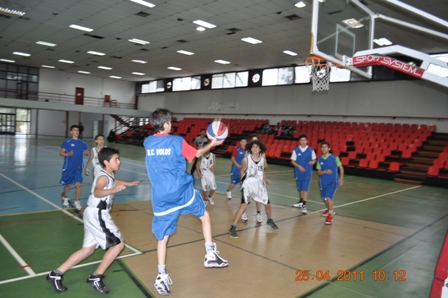 SPORT SYSTEM
N.C. VOLOS
25.04.2011 10:12